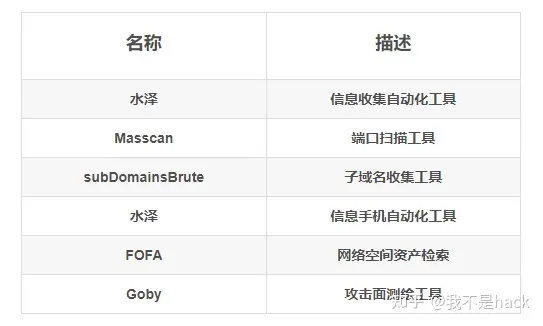 名称 描述
水泽 信息收集自动化工具
Masscan 端口扫描工具
subDomainsBrute 子域名收集工具
水泽 信息手机自动化工具
FOFA 网络空间资产检索
Goby 攻击面测绘工具
知乎 @我不是hack